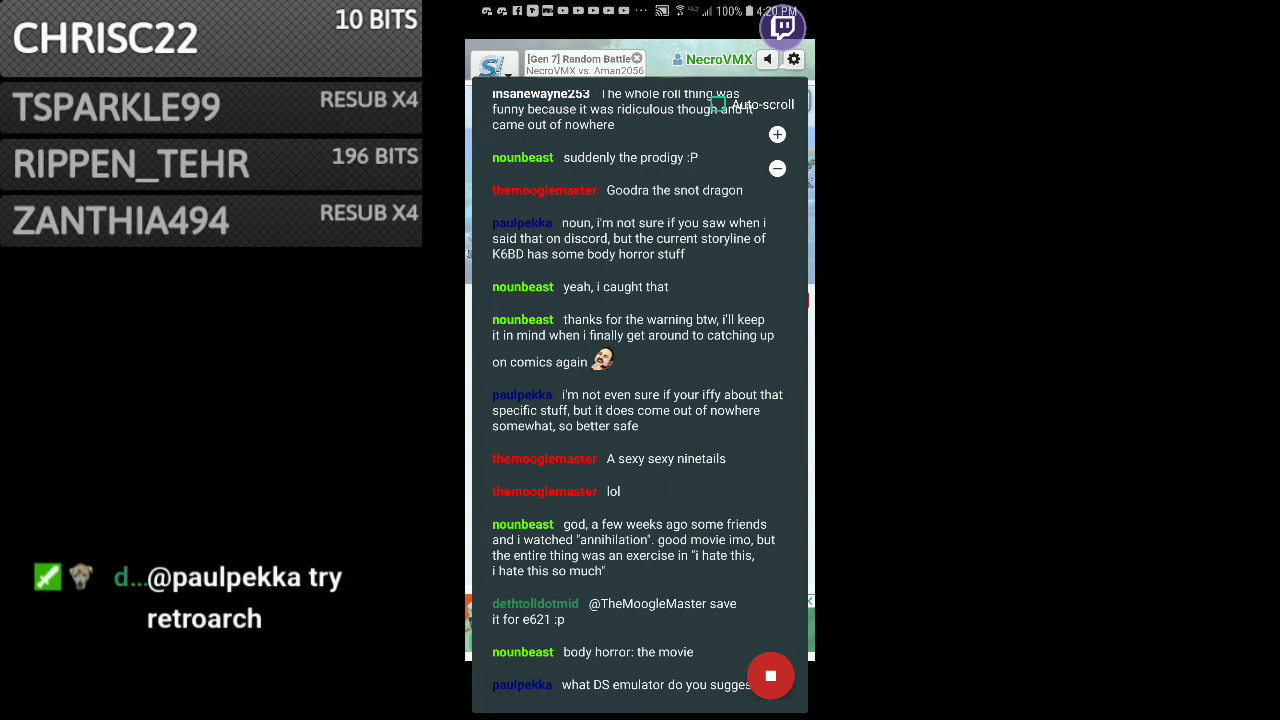 CHRISC22 10 BITS
TSPARKLE99 RESUB X4
RIPPEN_TEHR 196 BITS
ZANTHIA494 RESUB X4
d...@paulpekka try
retroarch
100% 4:20 PM
[Gen 7] Random Battle
NecroVMX vs. Aman2056
NecroVMX
Auto-scroll
insanewayne253 The whole roll thing was
funny because it was ridiculous though and it
came out of nowhere
nounbeast suddenly the prodigy :P
themooglemaster Goodra the snot dragon
paulpekka noun, i'm not sure if you saw when i
said that on discord, but the current storyline of
K6BD has some body horror stuff
nounbeast yeah, i caught that
nounbeast thanks for the warning btw, i'll keep
it in mind when i finally get around to catching up
on comics again
paulpekka i'm not even sure if your iffy about that
specific stuff, but it does come out of nowhere
somewhat, so better safe
themooglemaster A sexy sexy ninetails
themooglemaster lol
nounbeast god, a few weeks ago some friends
and i watched "annihilation". good movie imo, but
the entire thing was an exercise in "i hate this,
i hate this so much"
dethtolldotmid @TheMoogleMaster save
it for e621 :p
nounbeast body horror: the movie
paulpekka what DS emulator do you sugges